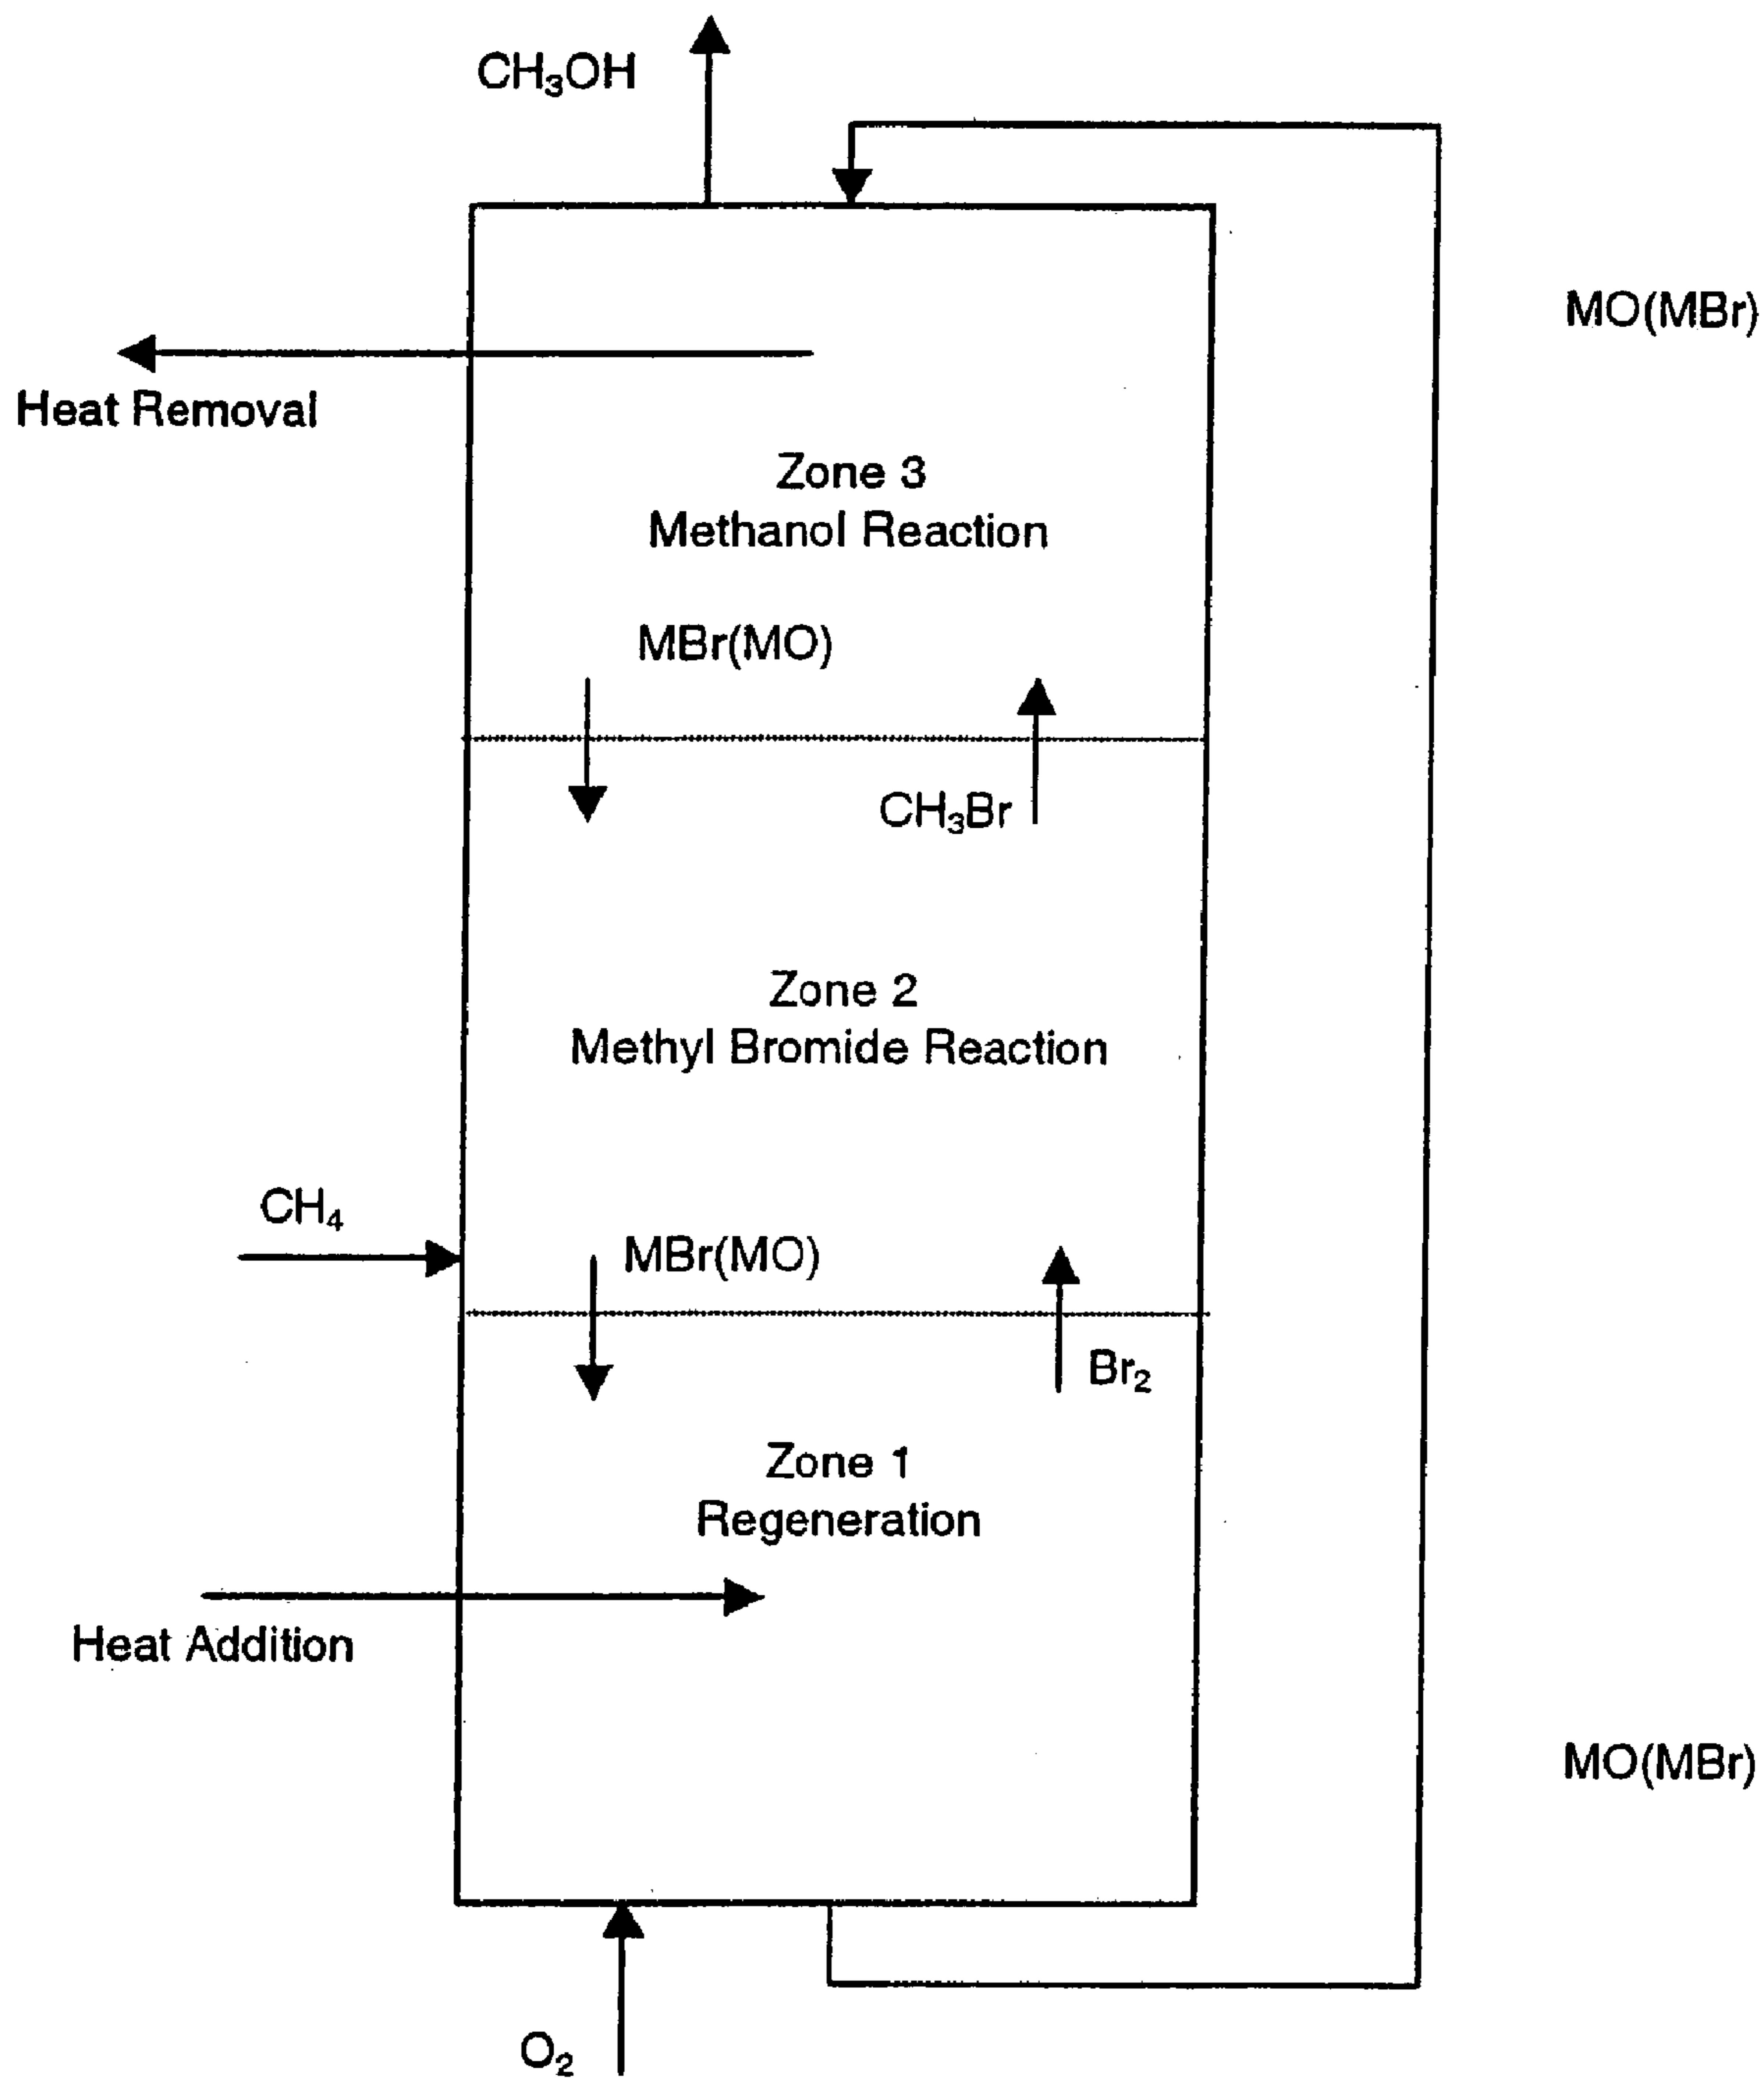 CH₃OH
MO(MBr)
Heat Removal
Zone 3
Methanol Reaction
MBr(MO)
CH₃Br
Zone 2
Methyl Bromide Reaction
CH₄
MBr(MO)
Br₂
Zone 1
Regeneration
Heat Addition
MO(MBr)
O₂